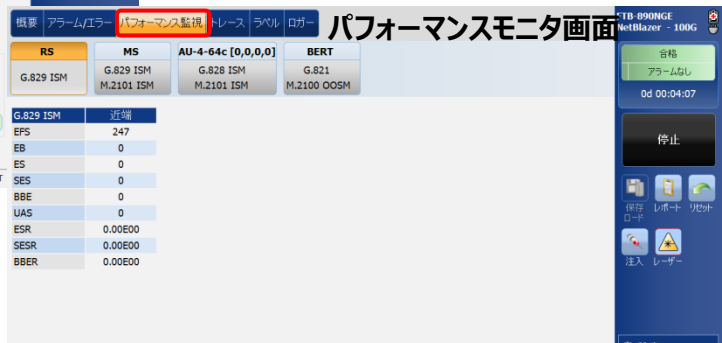 概要 アラーム/エラー パフォーマンス監視 トレース ラベル ロガー
パフォーマンスモニタ画面
RS MS AU-4-64c [0,0,0,0] BERT
G.829 ISM G.829 ISM G.828 ISM G.821
M.2101 ISM M.2101 ISM M.2100 OOSM
G.829 ISM 近端
EFS 247
EB 0
ES 0
SES 0
BBE 0
UAS 0
ESR 0.00E00
SESR 0.00E00
BBER 0.00E00
TB-890NGE
NetBlazer - 100G
合格
アラームなし
0d 00:04:07
停止
保存 レポート リセット
ロード
注入 レーザー